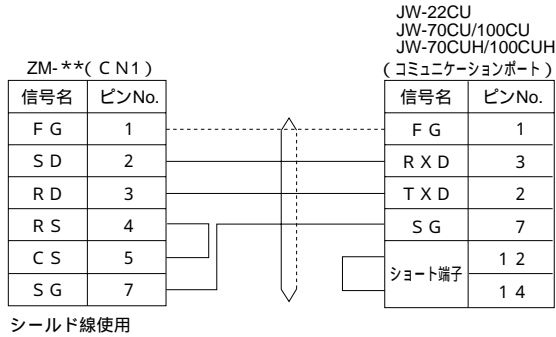 JW-22CU
JW-70CU/100CU
JW-70CUH/100CUH
ZM-**(CN1)
(コミュニケーションポート)
信号名 ピンNo.
FG 1
SD 2
RD 3
RS 4
CS 5
SG 7
信号名 ピンNo.
FG 1
RXD 3
TXD 2
SG 7
ショート端子 12
14
シールド線使用